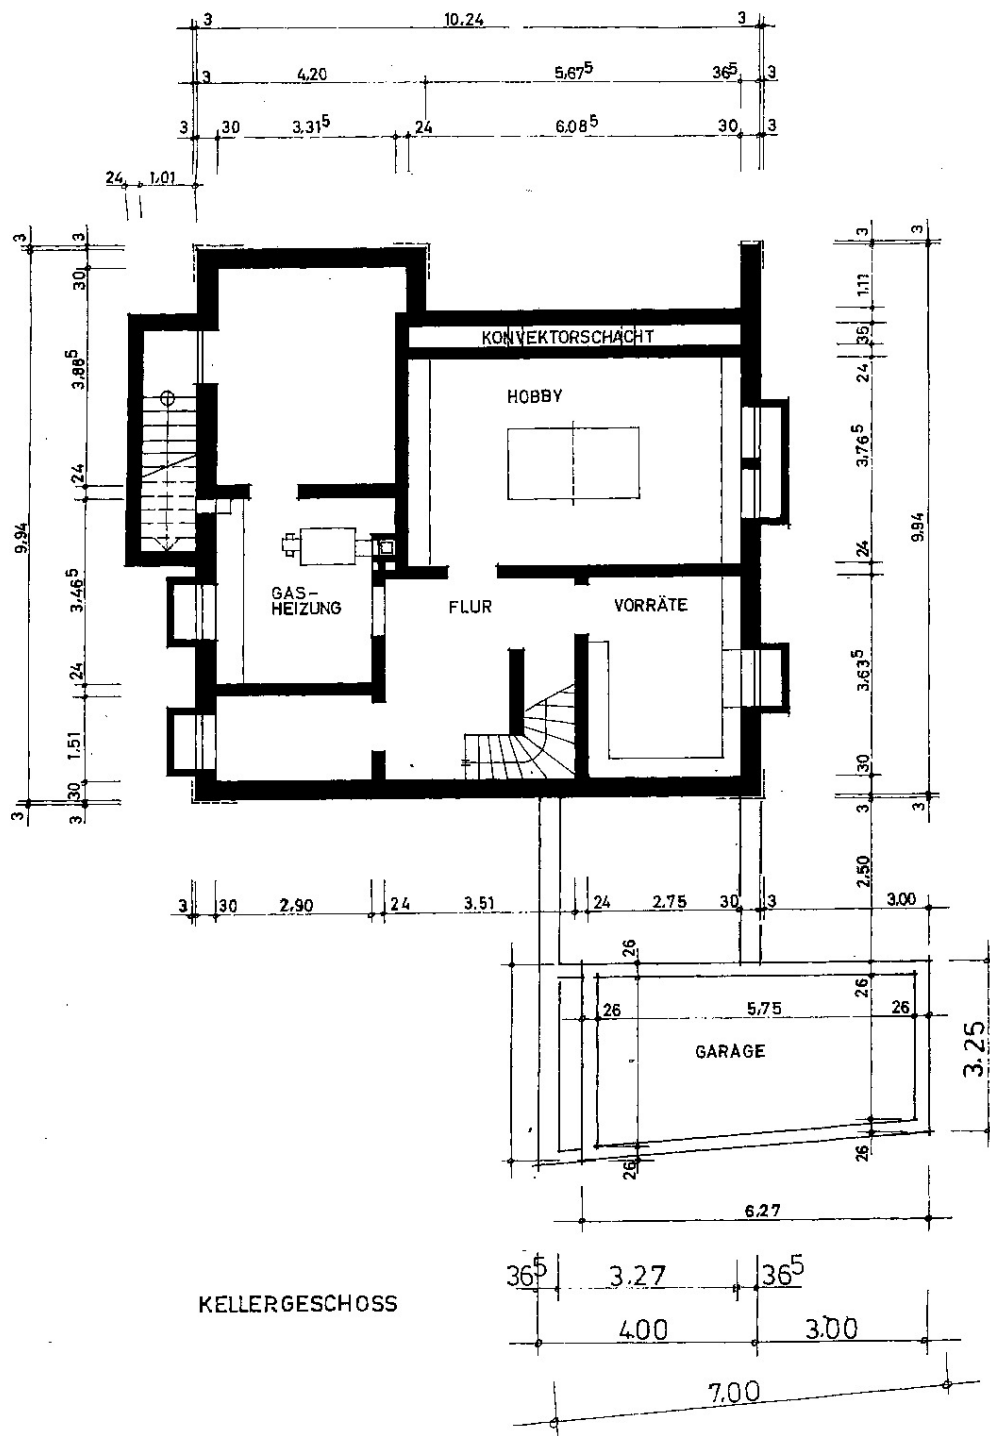 3 10,24 3
3 4,20 5,67⁵ 36⁵ 3
3 30 3,31⁵ 24 6,08⁵ 30 3
24 1,01
3 3 3 3
30 1.11
KONVEKTORSCHACHT 35
3,88⁵ 24
HOBBY
3,76⁵
24
9,94 9,94
24
3,46⁵
GAS-
HEIZUNG FLUR VORRÄTE
24 3,63⁵
1,51
30 30
3 3 3 3
2,50
3 30 2,90 24 3,51 24 2,75 30 3 3,00
26
26
26 5,75 26
GARAGE
3,25
26
26
6,27
36⁵ 3,27 36⁵
KELLERGESCHOSS
4,00 3,00
7,00